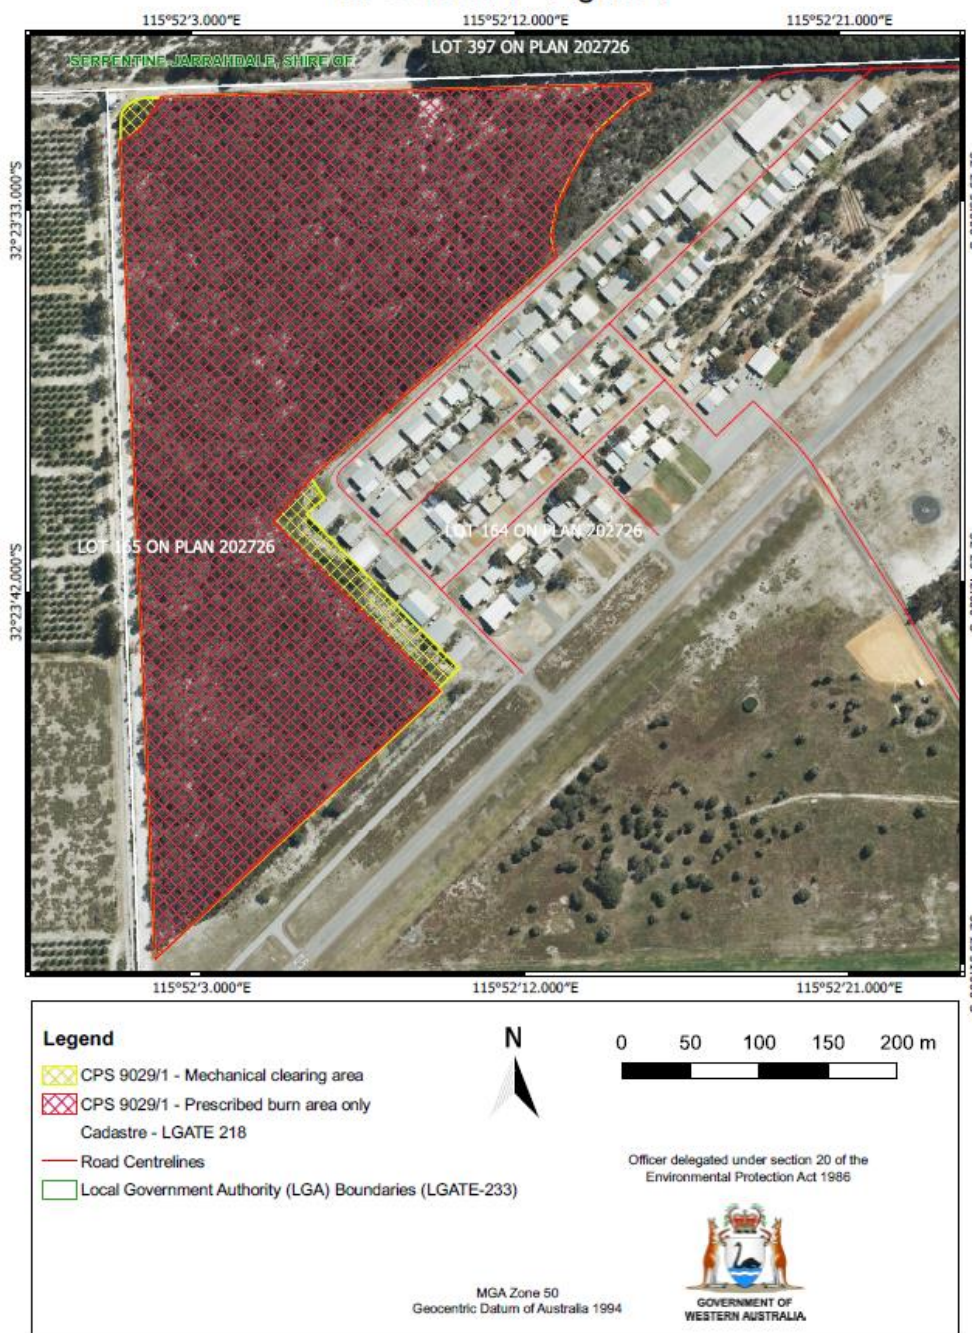 115°52'3.000"E 115°52'12.000"E 115°52'21.000"E
LOT 397 ON PLAN 202726
SERPENTINE JARRAHDALE, SHIRE OF
32°23'33.000"S
LOT 164 ON PLAN 202726
LOT 165 ON PLAN 202726
32°23'42.000"S
115°52'3.000"E 115°52'12.000"E 115°52'21.000"E
Legend
CPS 9029/1 - Mechanical clearing area
CPS 9029/1 - Prescribed burn area only
Cadastre - LGATE 218
Road Centrelines
Local Government Authority (LGA) Boundaries (LGATE-233)
N
0 50 100 150 200 m
Officer delegated under section 20 of the
Environmental Protection Act 1986
GOVERNMENT OF
WESTERN AUSTRALIA
MGA Zone 50
Geocentric Datum of Australia 1994